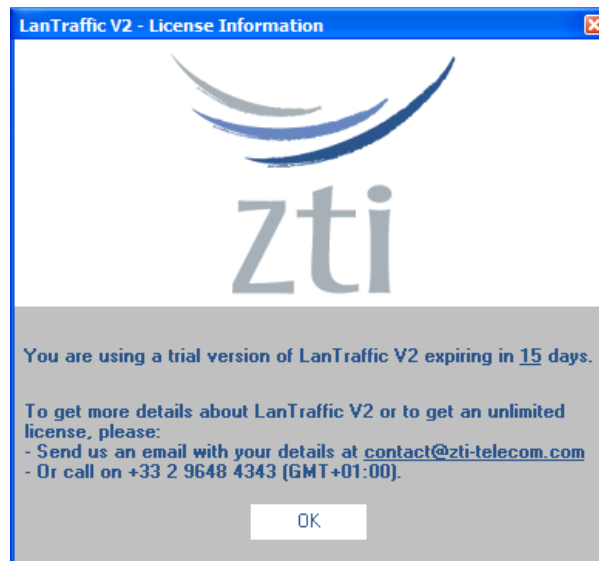 LanTraffic V2 - License Information
zti
You are using a trial version of LanTraffic V2 expiring in 15 days.
To get more details about LanTraffic V2 or to get an unlimited
license, please:
- Send us an email with your details at contact@zti-telecom.com
- Or call on +33 2 9648 4343 (GMT+01:00).
OK